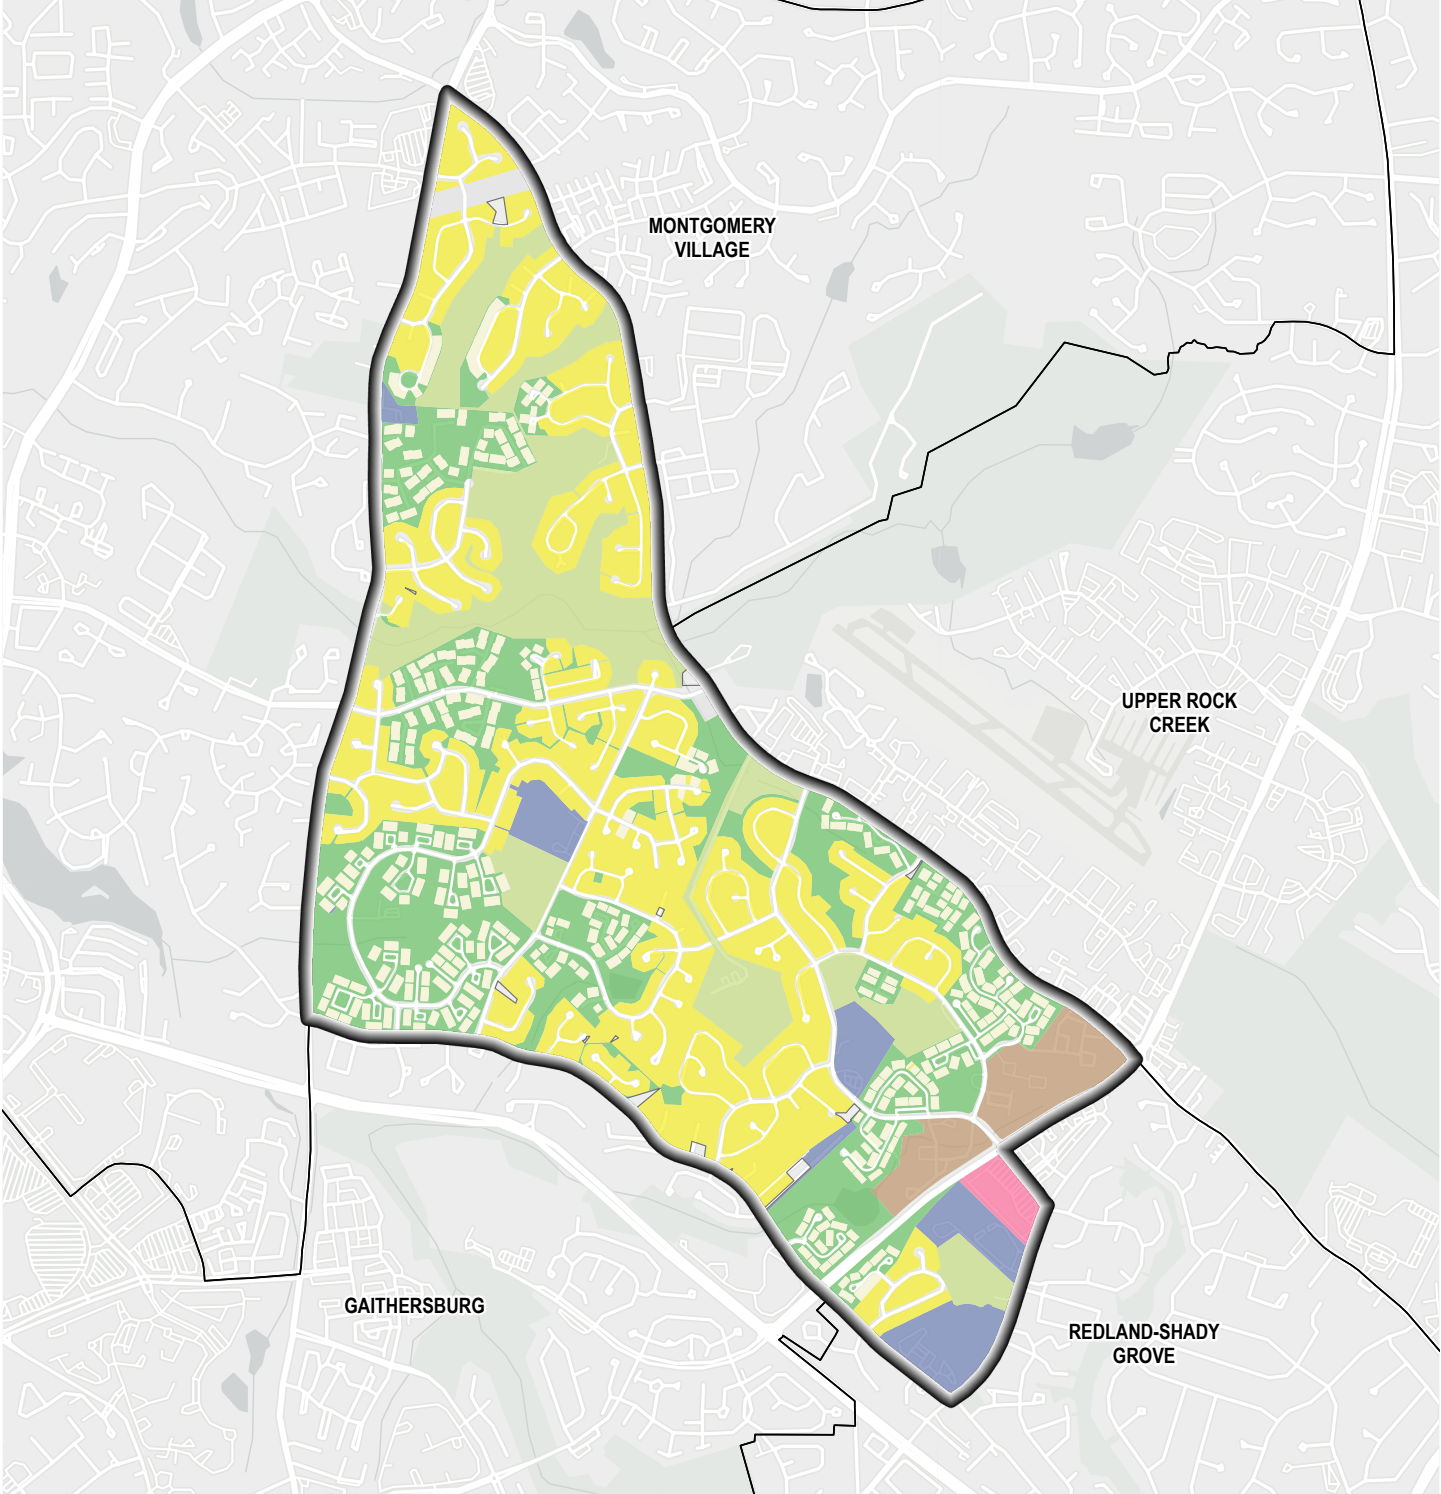 MONTGOMERY
VILLAGE
UPPER ROCK
CREEK
GAITHERSBURG
REDLAND-SHADY
GROVE